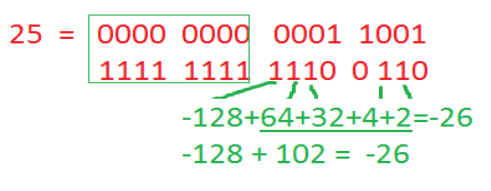 25 = 0000 0000 0001 1001
1111 1111 1110 0 110
-128+64+32+4+2=-26
-128 + 102 = -26